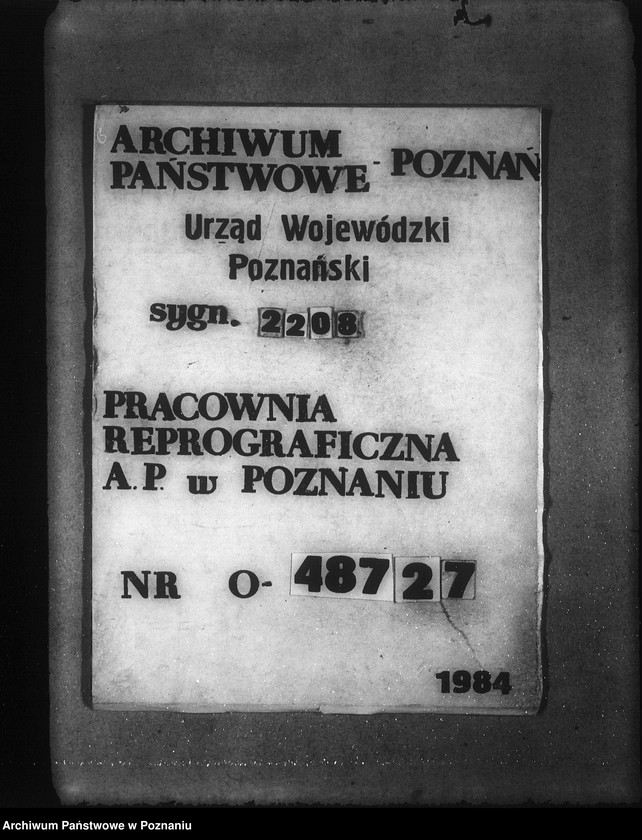 ARCHIWUM
PAŃSTWOWE - POZNAŃ
Urząd Wojewódzki
Poznański
sygn. 2208
PRACOWNIA
REPROGRAFICZNA
A.P. w POZNANIU
NR O-48727
1984
Archiwum Państwowe w Poznaniu